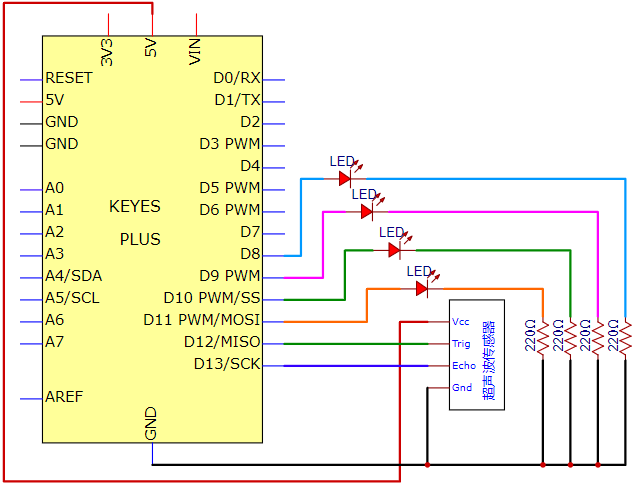 3V3
5V
VIN
RESET
5V
GND
GND
A0
A1
A2
A3
A4/SDA
A5/SCL
A6
A7
AREF
KEYES
PLUS
D0/RX
D1/TX
D2
D3 PWM
D4
D5 PWM
D6 PWM
D7
D8
D9 PWM
D10 PWM/SS
D11 PWM/MOSI
D12/MISO
D13/SCK
GND
LED
LED
LED
LED
Vcc
Trig
Echo
Gnd
超声波传感器
220Ω
220Ω
220Ω
220Ω